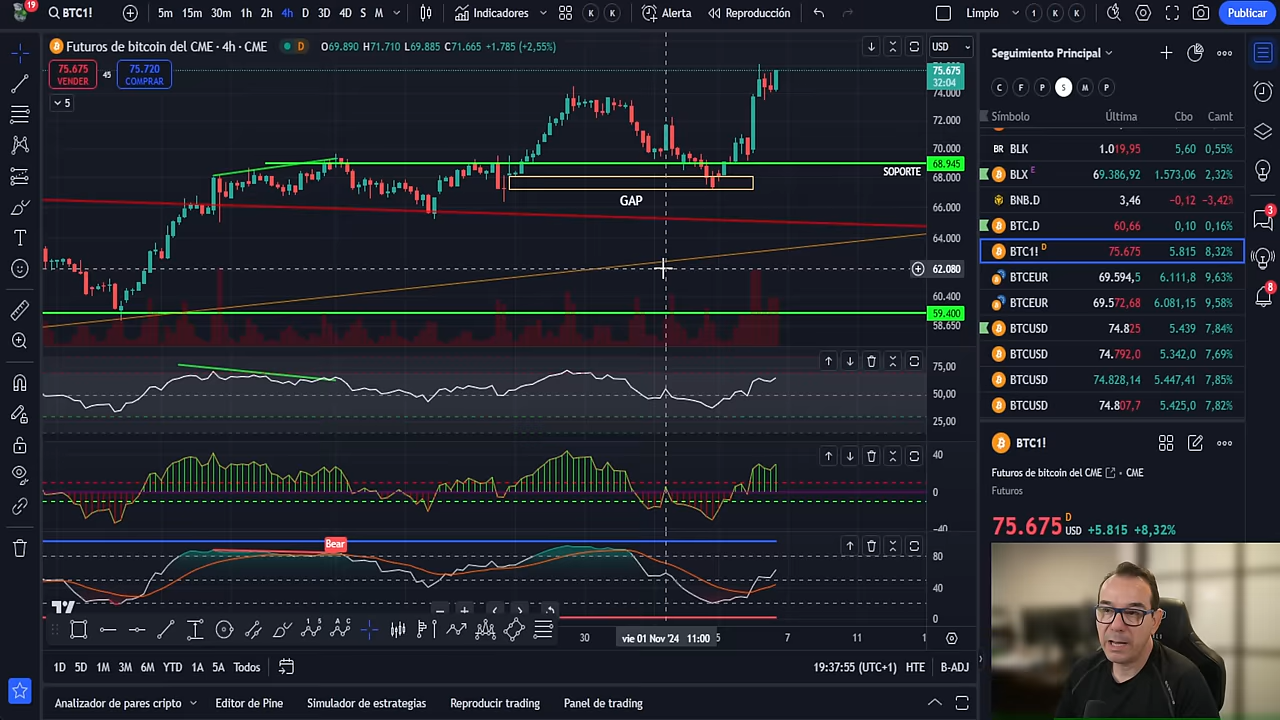 19
BTC1!
5m 15m 30m 1h 2h 4h D 3D 4D S M
Indicadores
K K
Alerta
Reproducción
Limpio
1 K K
Publicar
Futuros de bitcoin del CME · 4h · CME
D
O69.890 H71.710 L69.885 C71.665 +1.785 (+2,55%)
USD
75.675
VENDER
45
75.720
COMPRAR
5
75.675
32:04
74.000
72.000
70.000
68.945
68.000
66.000
64.000
62.080
60.400
59.400
58.650
SOPORTE
GAP
75,00
50,00
25,00
40
0
−40
Bear
80
40
0
30
vie 01 Nov '24 11:00
5
7
11
1D 5D 1M 3M 6M YTD 1A 5A Todos
19:37:55 (UTC+1) HTE B-ADJ
Analizador de pares cripto
Editor de Pine
Simulador de estrategias
Reproducir trading
Panel de trading
Seguimiento Principal
C F P S M P
Símbolo Última Cbo Camt
BR BLK 1.019,95 5,60 0,55%
BLX E 69.386,92 1.573,06 2,32%
BNB.D 3,46 −0,12 −3,42%
BTC.D 60,66 0,10 0,16%
BTC1! D 75.675 5.815 8,32%
BTCEUR 69.594,5 6.111,8 9,63%
BTCEUR 69.572,68 6.081,15 9,58%
BTCUSD 74.825 5.439 7,84%
BTCUSD 74.792,0 5.342,0 7,69%
BTCUSD 74.828,14 5.447,41 7,85%
BTCUSD 74.807,7 5.425,0 7,82%
BTC1!
Futuros de bitcoin del CME · CME
Futuros
75.675 D USD +5.815 +8,32%
3
8